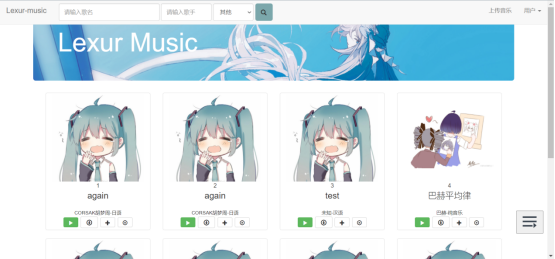 Lexur-music 请输入歌名 请输入歌手 其他 上传音乐 用户
Lexur Music
1
again
CORSAK胡梦周-日语
2
again
CORSAK胡梦周-日语
3
test
未知-汉语
4
巴赫平均律
巴赫-纯音乐